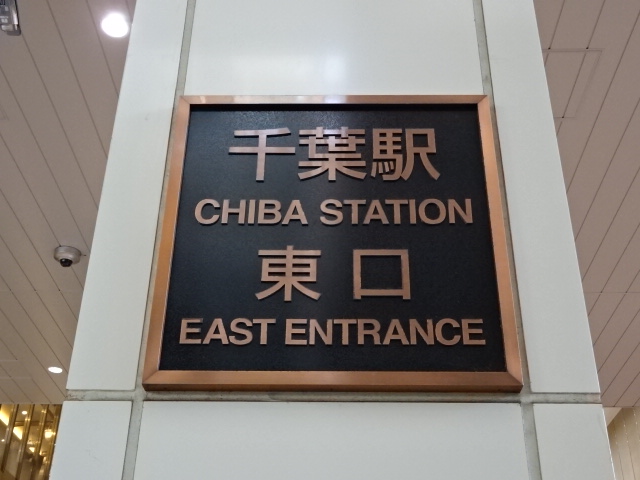 千葉駅
CHIBA STATION
東口
EAST ENTRANCE